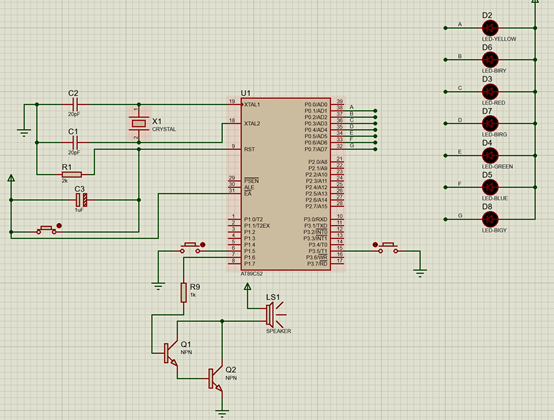 C2
20pF
X1
CRYSTAL
C1
20pF
R1
2k
C3
1uF
U1
19
XTAL1
18
XTAL2
9
RST
29
PSEN
30
ALE
31
EA
1
P1.0/T2
2
P1.1/T2EX
3
P1.2
4
P1.3
5
P1.4
6
P1.5
7
P1.6
8
P1.7
P0.0/AD0
39
P0.1/AD1
38
A
P0.2/AD2
37
B
P0.3/AD3
36
C
P0.4/AD4
35
D
P0.5/AD5
34
E
P0.6/AD6
33
F
P0.7/AD7
32
G
P2.0/A8
21
P2.1/A9
22
P2.2/A10
23
P2.3/A11
24
P2.4/A12
25
P2.5/A13
26
P2.6/A14
27
P2.7/A15
28
P3.0/RXD
10
P3.1/TXD
11
P3.2/INT0
12
P3.3/INT1
13
P3.4/T0
14
P3.5/T1
15
P3.6/WR
16
P3.7/RD
17
AT89C52
R9
1k
LS1
SPEAKER
Q1
NPN
Q2
NPN
D2
A
LED-YELLOW
D6
B
LED-BIRY
D3
C
LED-RED
D7
D
LED-BIRG
D4
E
LED-GREEN
D5
F
LED-BLUE
D8
G
LED-BIGY